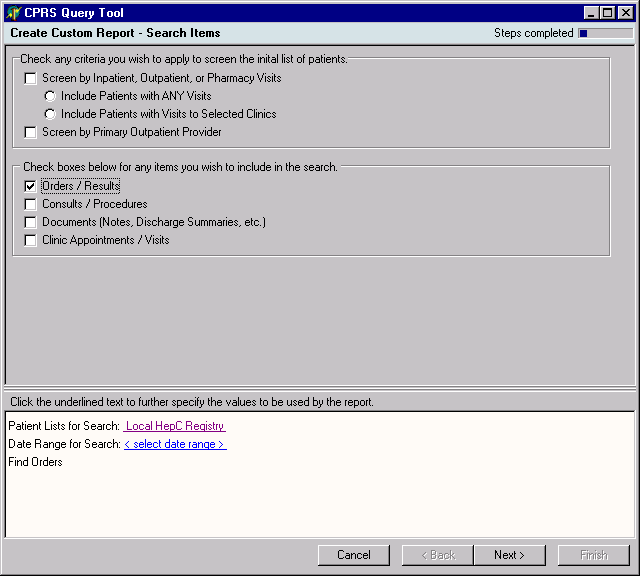 CPRS Query Tool
Create Custom Report - Search Items
Steps completed
Check any criteria you wish to apply to screen the inital list of patients.
Screen by Inpatient, Outpatient, or Pharmacy Visits
Include Patients with ANY Visits
Include Patients with Visits to Selected Clinics
Screen by Primary Outpatient Provider
Check boxes below for any items you wish to include in the search.
Orders / Results
Consults / Procedures
Documents (Notes, Discharge Summaries, etc.)
Clinic Appointments / Visits
Click the underlined text to further specify the values to be used by the report.
Patient Lists for Search: Local HepC Registry
Date Range for Search: < select date range >
Find Orders
Cancel
< Back
Next >
Finish